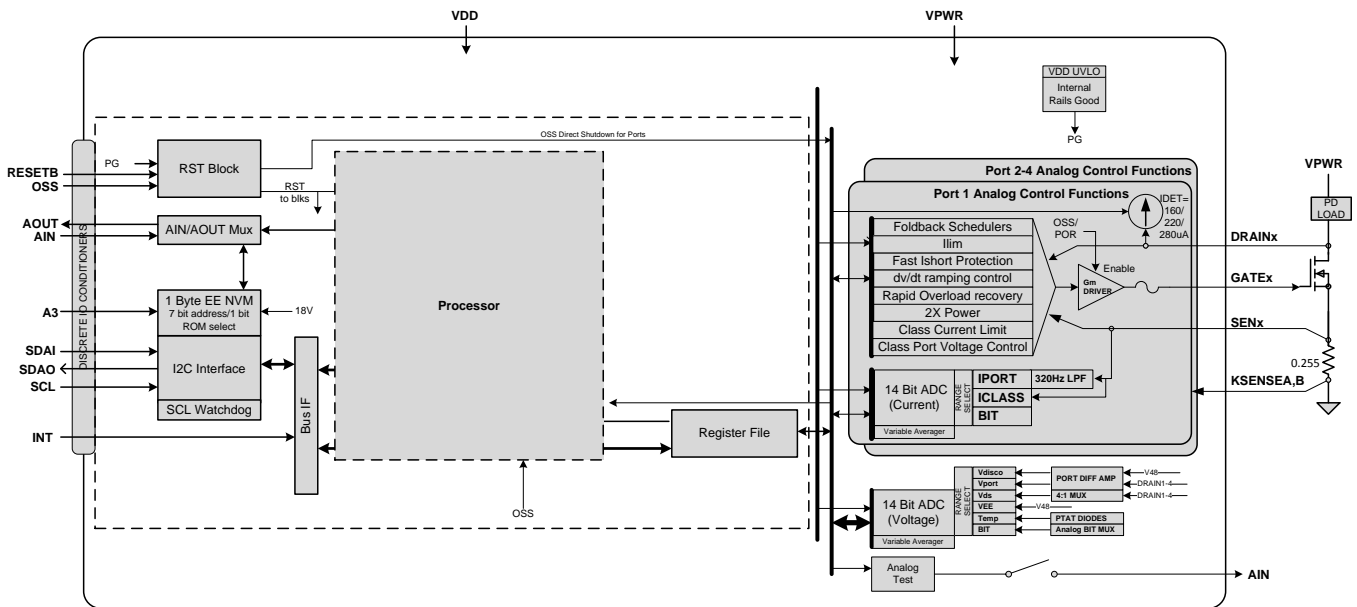 VDD
VPWR
VDD UVLO
Internal
Rails Good
PG
DISCRETE IO CONDITIONERS
PG
RESETB
OSS
RST Block
OSS Direct Shutdown for Ports
RST
to blks
AOUT
AIN
AIN/AOUT Mux
A3
1 Byte EE NVM
7 bit address/1 bit
ROM select
18V
SDAI
SDAO
SCL
I2C Interface
SCL Watchdog
INT
Bus IF
Processor
OSS
Register File
Port 2-4 Analog Control Functions
Port 1 Analog Control Functions
Foldback Schedulers
Ilim
Fast Ishort Protection
dv/dt ramping control
Rapid Overload recovery
2X Power
Class Current Limit
Class Port Voltage Control
OSS/
POR
Enable
Gm
DRIVER
IDET=
160/
220/
280uA
14 Bit ADC
(Current)
Variable Averager
RANGE
SELECT
IPORT
320Hz LPF
ICLASS
BIT
14 Bit ADC
(Voltage)
Variable Averager
RANGE
SELECT
Vdisco
Vport
Vds
VEE
Temp
BIT
PORT DIFF AMP
4:1 MUX
V48
PTAT DIODES
Analog BIT MUX
V48
DRAIN1-4
DRAIN1-4
Analog
Test
AIN
VPWR
PD
LOAD
DRAINx
GATEx
SENx
0.255
KSENSEA,B